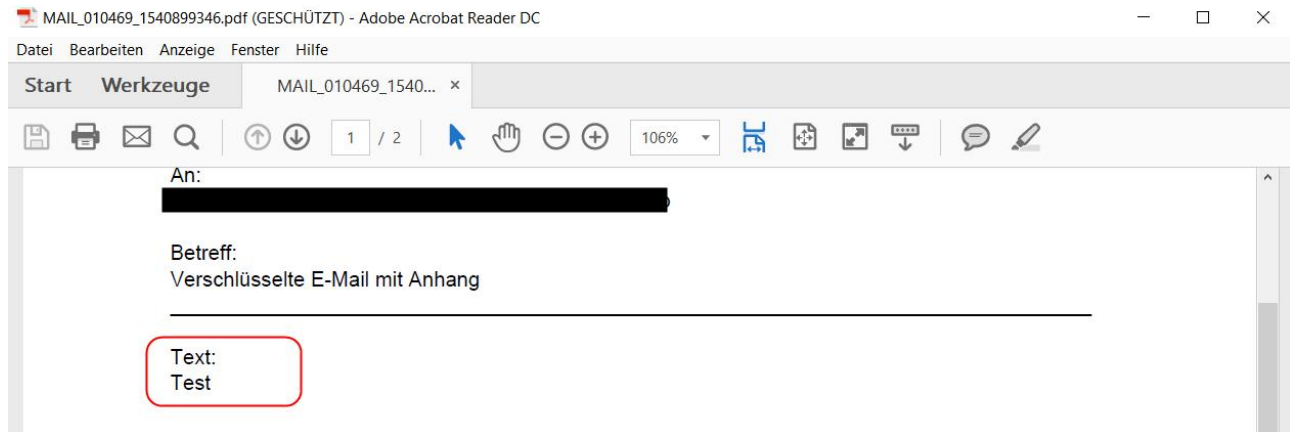 MAIL_010469_1540899346.pdf (GESCHÜTZT) - Adobe Acrobat Reader DC
Datei Bearbeiten Anzeige Fenster Hilfe
Start Werkzeuge MAIL_010469_1540... ×
1 / 2 106%
An:
Betreff:
Verschlüsselte E-Mail mit Anhang
Text:
Test